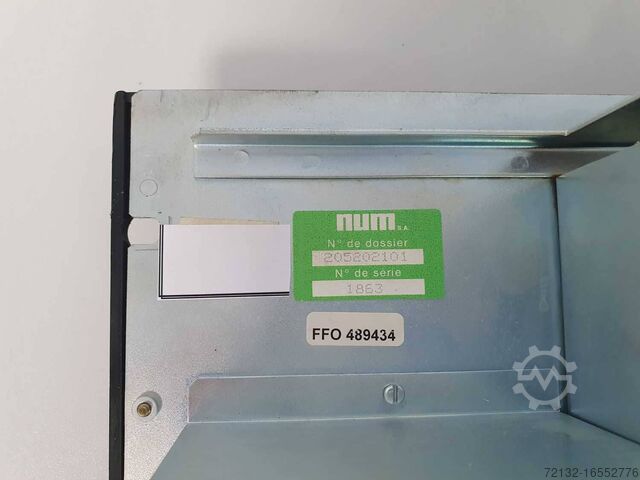 num S.A.
N° de dossier
205202101
N° de série
1863
FFO 489434
72132-16552776